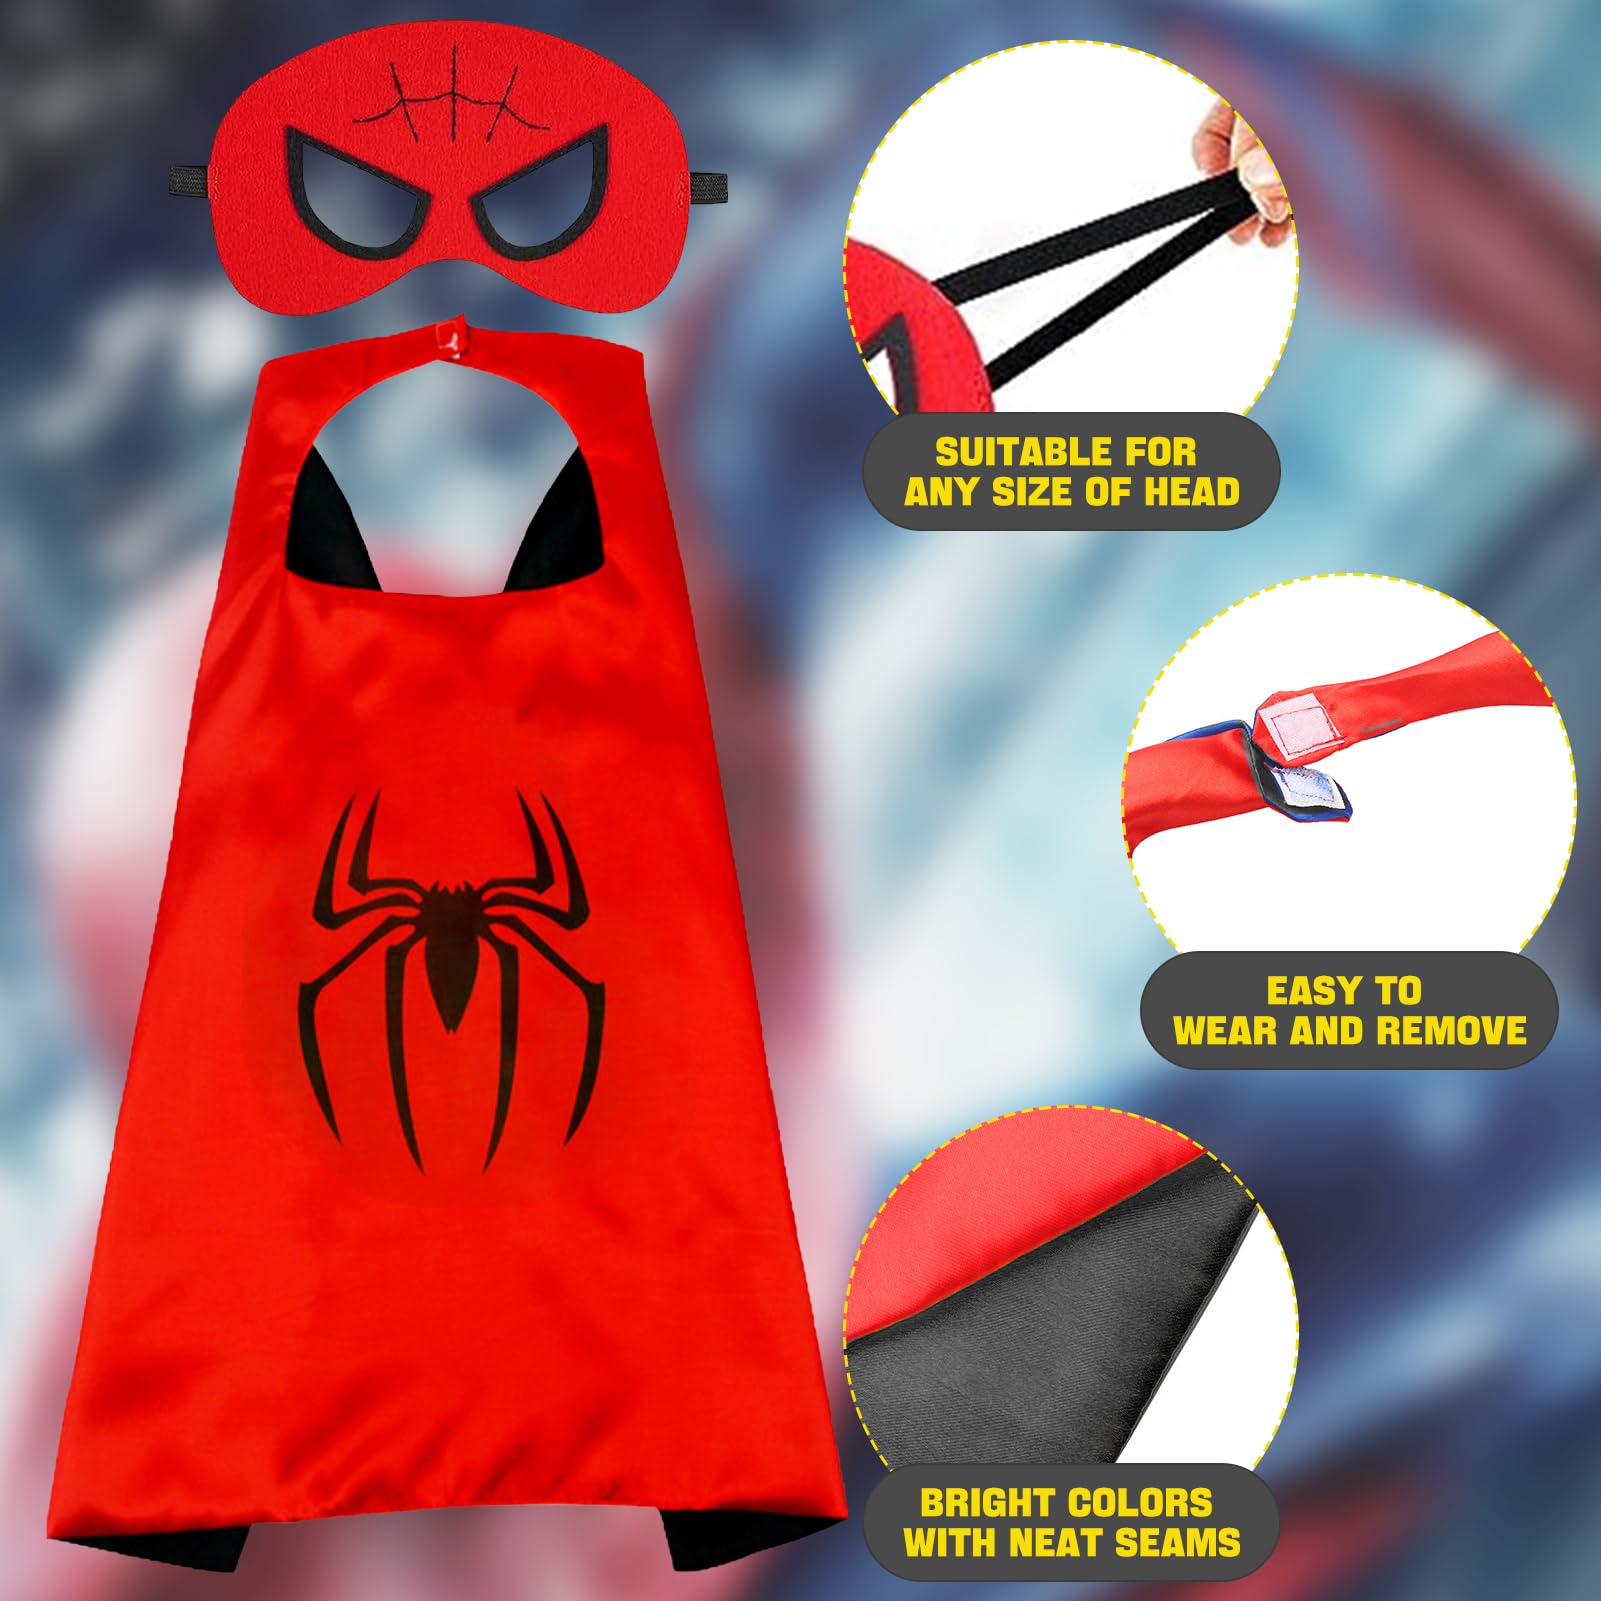 SUITABLE FOR
ANY SIZE OF HEAD
EASY TO
WEAR AND REMOVE
BRIGHT COLORS
WITH NEAT SEAMS